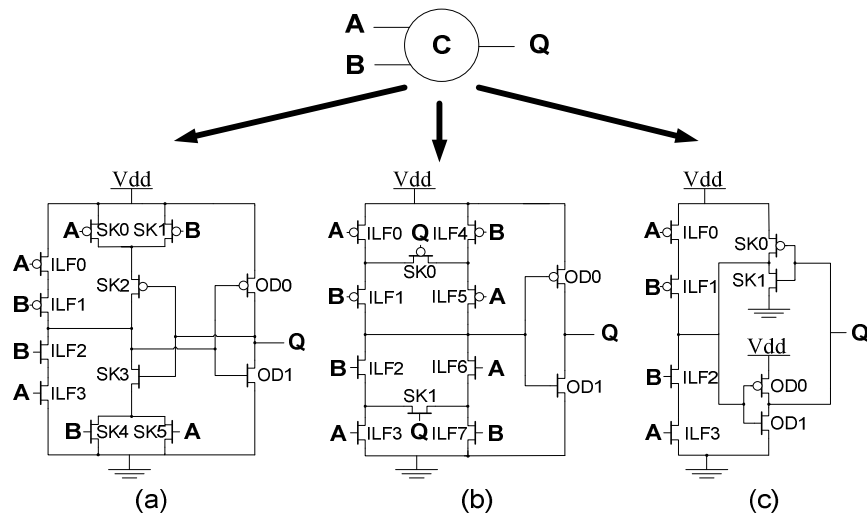 A
B
C
Q
Vdd
A SK0 SK1 B
A ILF0
SK2
OD0
B ILF1
Q
B ILF2
SK3
OD1
A ILF3
B SK4 SK5 A
(a)
Vdd
A ILF0 Q ILF4 B
SK0
OD0
B ILF1 ILF5 A
Q
B ILF2 ILF6 A
SK1
OD1
A ILF3 Q ILF7 B
(b)
Vdd
A ILF0
SK0
SK1
B ILF1
Q
Vdd
B ILF2
OD0
OD1
A ILF3
(c)